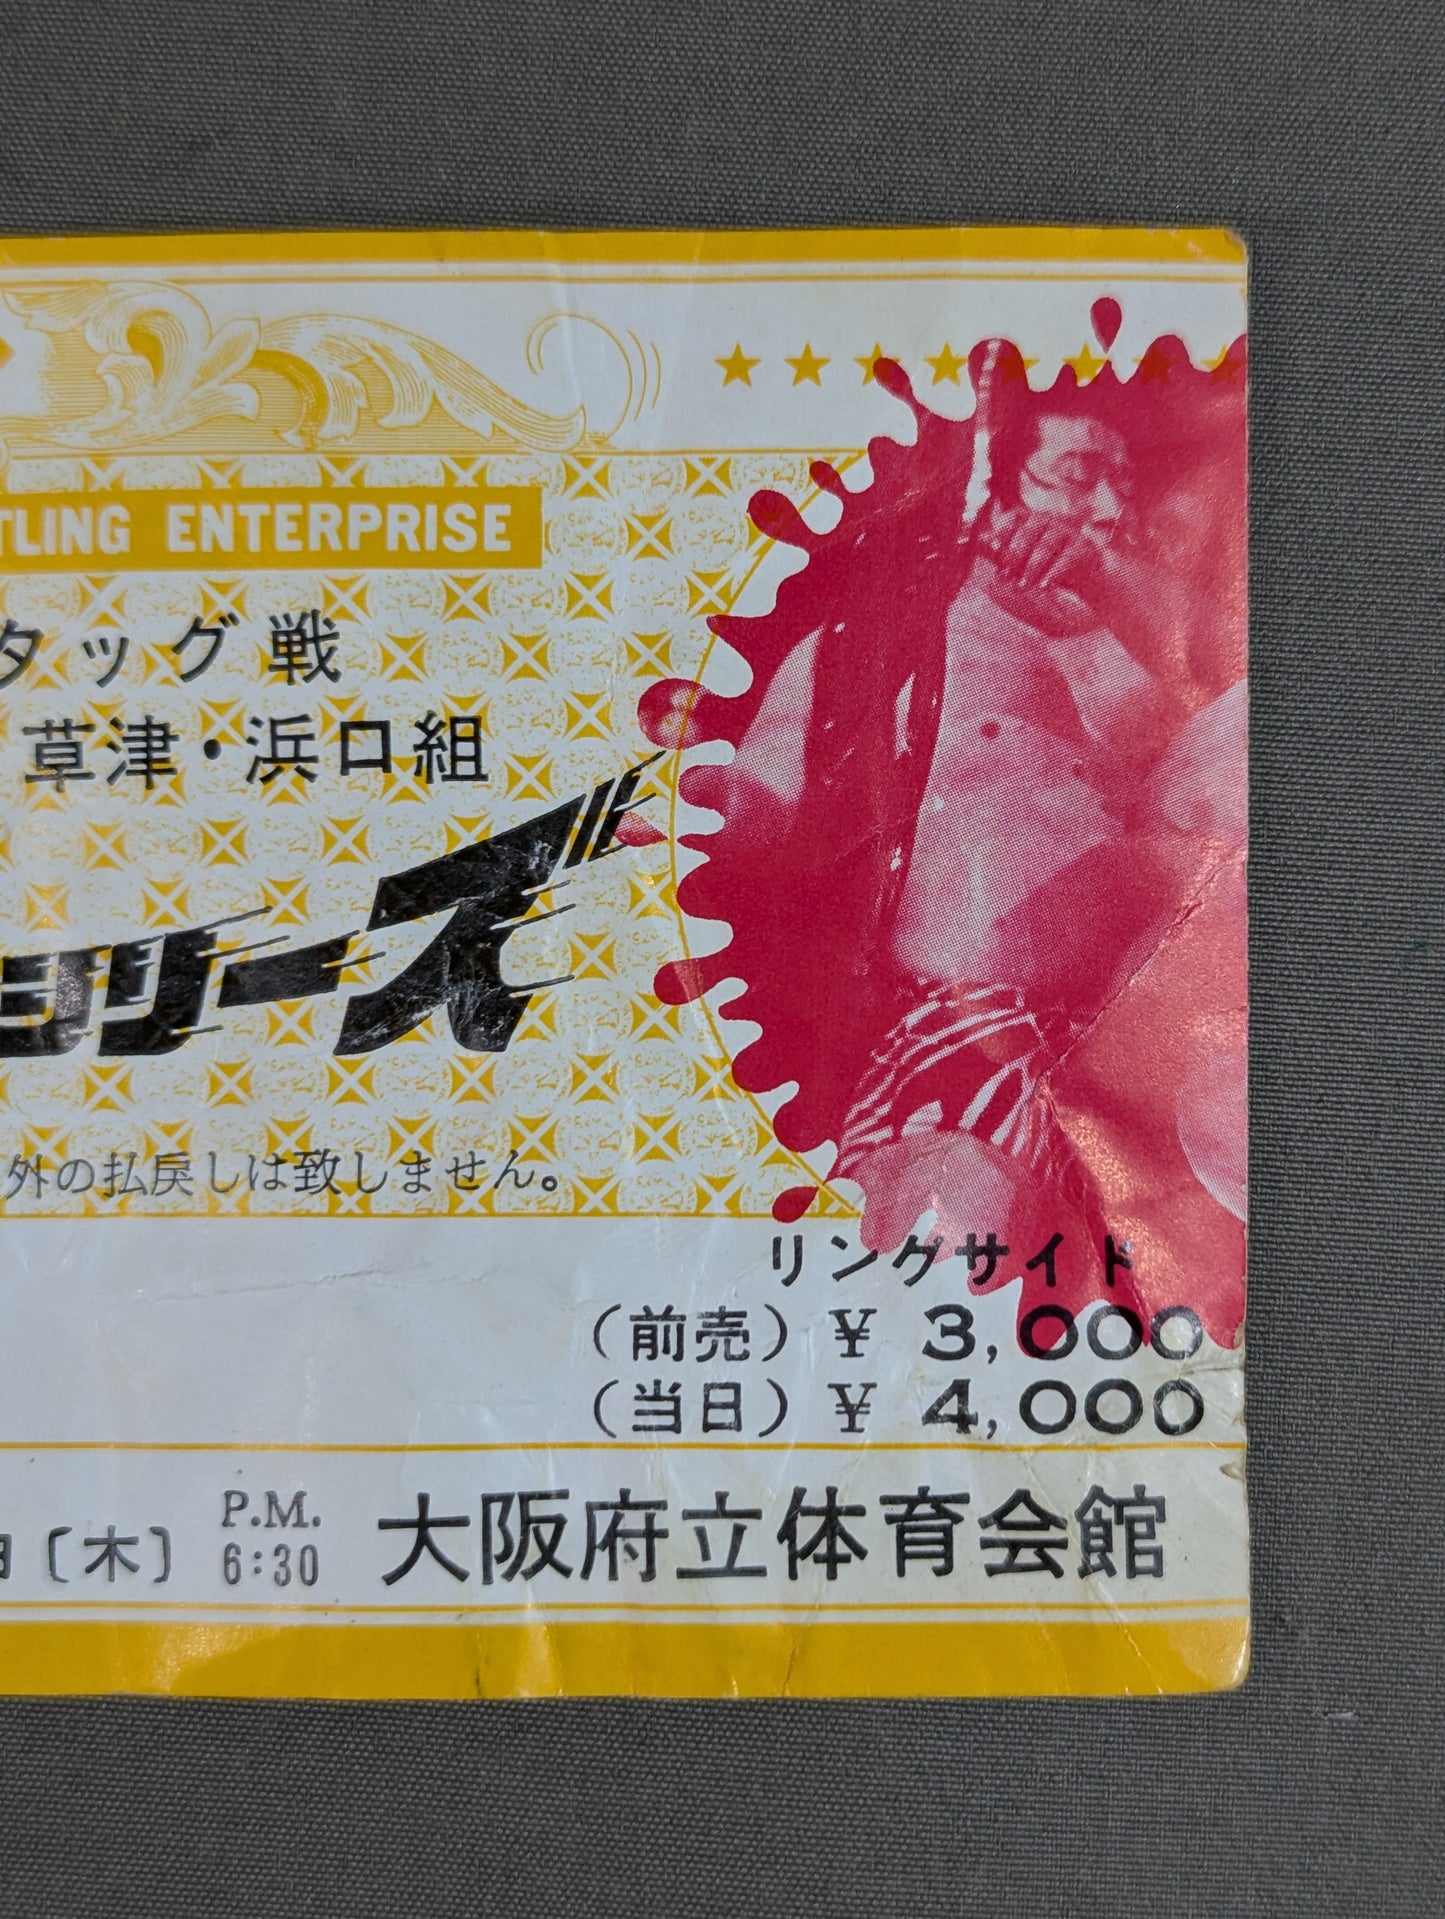 TLING ENTERPRISE
タッグ戦
草津・浜口組
シリーズ
外の払戻しは致しません。
リングサイド
(前売) ¥ 3,000
(当日) ¥ 4,000
日〔木〕 P.M. 6:30 大阪府立体育会館